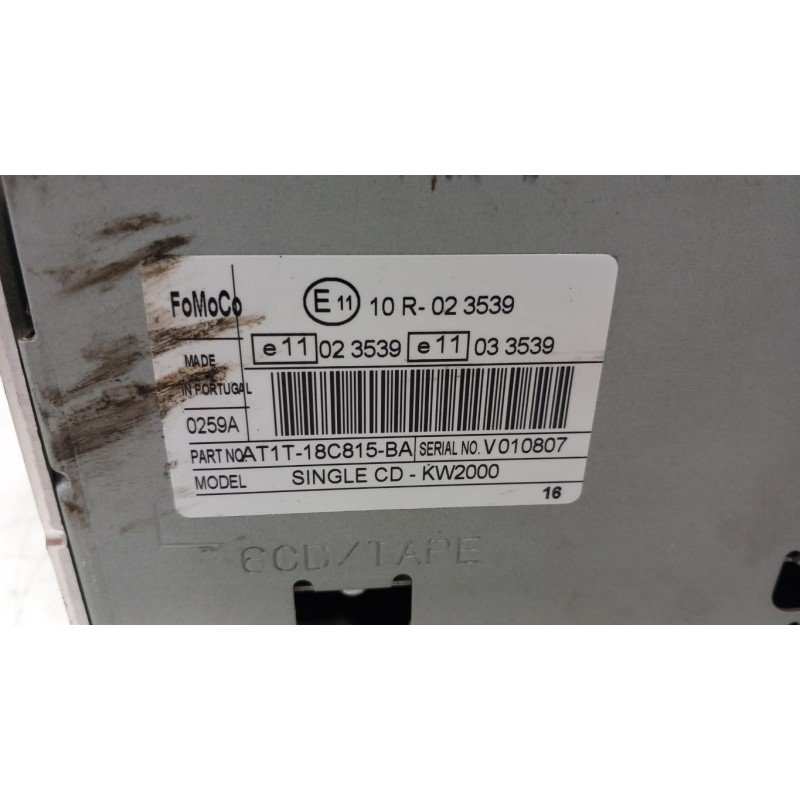 FoMoCo E 11 10 R- 02 3539
e 11 02 3539 e 11 03 3539
MADE
IN PORTUGAL
0259A
PART NO. AT1T-18C815-BA SERIAL NO. V010807
MODEL SINGLE CD - KW2000
16
6CD/TAPE